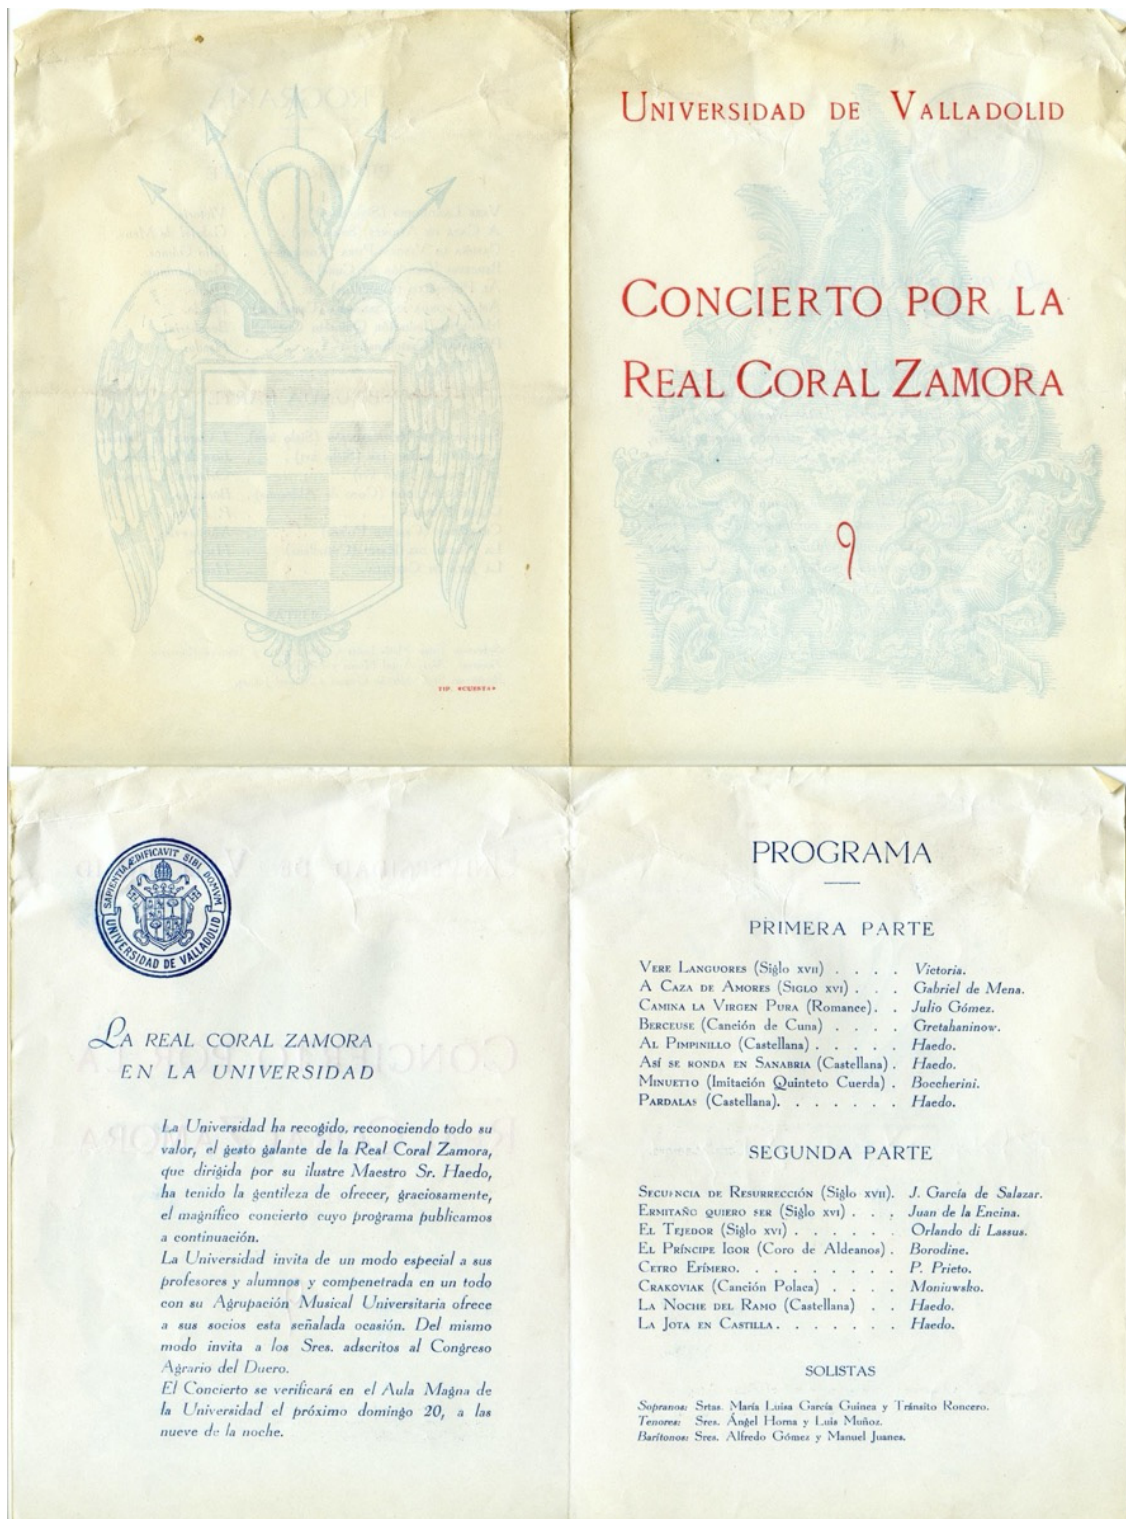 UNIVERSIDAD DE VALLADOLID
CONCIERTO POR LA
REAL CORAL ZAMORA
9
TIP. «CUESTA»
SAPIENTIA ÆDIFICAVIT SIBI DOMVM
UNIVERSIDAD DE VALLADOLID
LA REAL CORAL ZAMORA
EN LA UNIVERSIDAD
La Universidad ha recogido, reconociendo todo su
valor, el gesto galante de la Real Coral Zamora,
que dirigida por su ilustre Maestro Sr. Haedo,
ha tenido la gentileza de ofrecer, graciosamente,
el magnífico concierto cuyo programa publicamos
a continuación.
La Universidad invita de un modo especial a sus
profesores y alumnos y compenetrada en un todo
con su Agrupación Musical Universitaria ofrece
a sus socios esta señalada ocasión. Del mismo
modo invita a los Sres. adscritos al Congreso
Agrario del Duero.
El Concierto se verificará en el Aula Magna de
la Universidad el próximo domingo 20, a las
nueve de la noche.
PROGRAMA
PRIMERA PARTE
VERE LANGUORES (Siglo XVII) . . . . Victoria.
A CAZA DE AMORES (SIGLO XVI) . . . Gabriel de Mena.
CAMINA LA VIRGEN PURA (Romance). . Julio Gómez.
BERCEUSE (Canción de Cuna) . . . . Gretahaninow.
AL PIMPINILLO (Castellana) . . . . . Haedo.
ASÍ SE RONDA EN SANABRIA (Castellana) . Haedo.
MINUETTO (Imitación Quinteto Cuerda) . Boccherini.
PARDALAS (Castellana). . . . . . . Haedo.
SEGUNDA PARTE
SECUENCIA DE RESURRECCIÓN (Siglo XVII). J. García de Salazar.
ERMITAÑO QUIERO SER (Siglo XVI) . . . Juan de la Encina.
EL TEJEDOR (Siglo XVI) . . . . . . Orlando di Lassus.
EL PRÍNCIPE IGOR (Coro de Aldeanos) . Borodine.
CETRO EFÍMERO. . . . . . . . . P. Prieto.
CRAKOVIAK (Canción Polaca) . . . . Moniuwsko.
LA NOCHE DEL RAMO (Castellana) . . Haedo.
LA JOTA EN CASTILLA. . . . . . . Haedo.
SOLISTAS
Sopranos: Srtas. María Luisa García Guinea y Tránsito Roncero.
Tenores: Sres. Ángel Horna y Luis Muñoz.
Barítonos: Sres. Alfredo Gómez y Manuel Juanes.